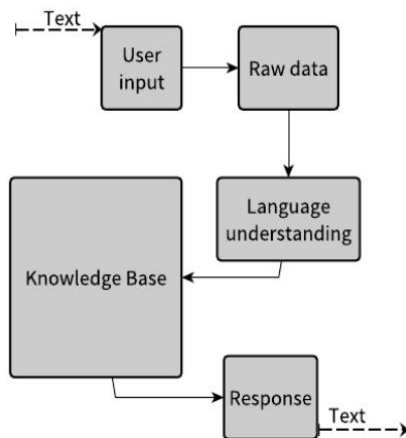 Text
User
input
Raw data
Language
understanding
Knowledge Base
Response
Text